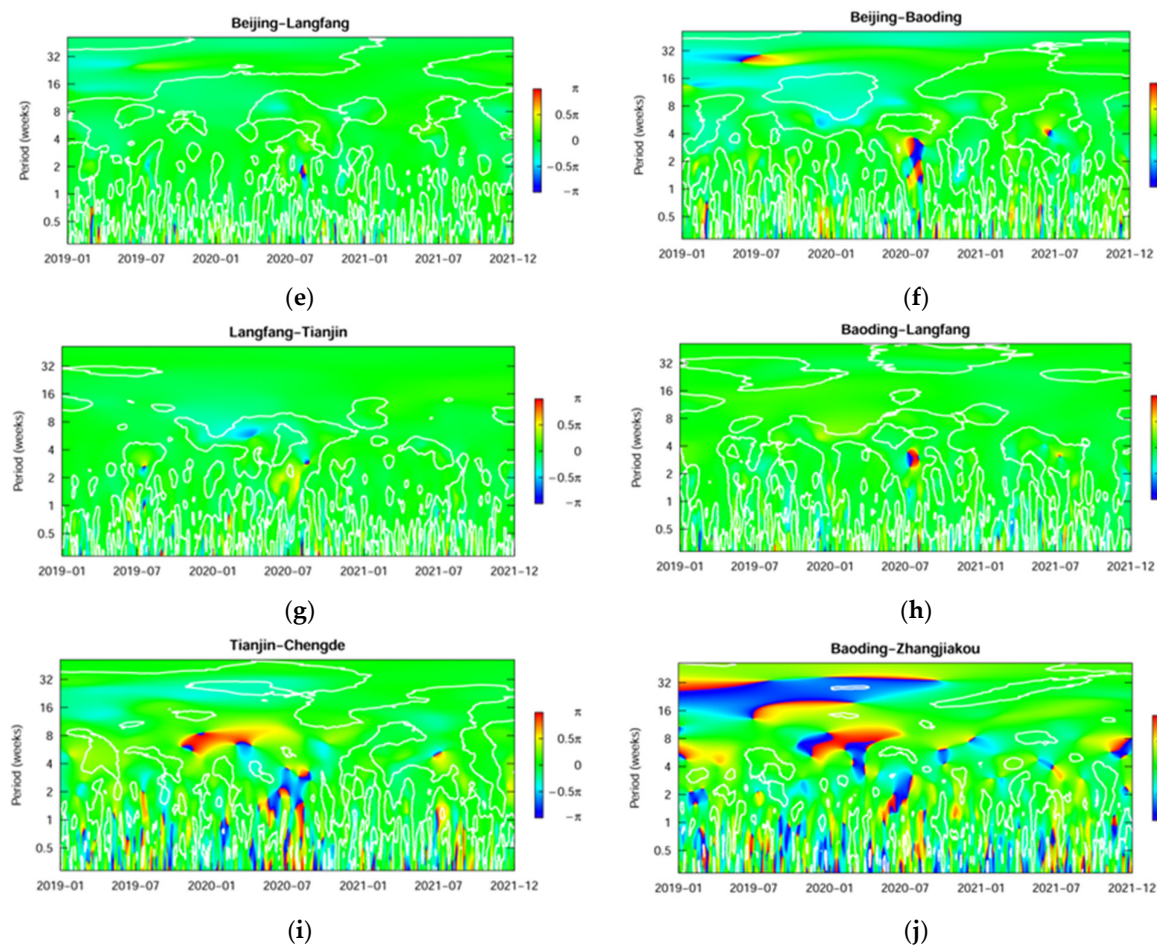 Beijing−Langfang
Period (weeks)
32
16
8
4
2
1
0.5
2019−01 2019−07 2020−01 2020−07 2021−01 2021−07 2021−12
π
0.5π
0
−0.5π
−π
(e)
Beijing−Baoding
Period (weeks)
32
16
8
4
2
1
0.5
2019−01 2019−07 2020−01 2020−07 2021−01 2021−07 2021−12
(f)
Langfang−Tianjin
Period (weeks)
32
16
8
4
2
1
0.5
2019−01 2019−07 2020−01 2020−07 2021−01 2021−07 2021−12
π
0.5π
0
−0.5π
−π
(g)
Baoding−Langfang
Period (weeks)
32
16
8
4
2
1
0.5
2019−01 2019−07 2020−01 2020−07 2021−01 2021−07 2021−12
(h)
Tianjin−Chengde
Period (weeks)
32
16
8
4
2
1
0.5
2019−01 2019−07 2020−01 2020−07 2021−01 2021−07 2021−12
π
0.5π
0
−0.5π
−π
(i)
Baoding−Zhangjiakou
Period (weeks)
32
16
8
4
2
1
0.5
2019−01 2019−07 2020−01 2020−07 2021−01 2021−07 2021−12
(j)